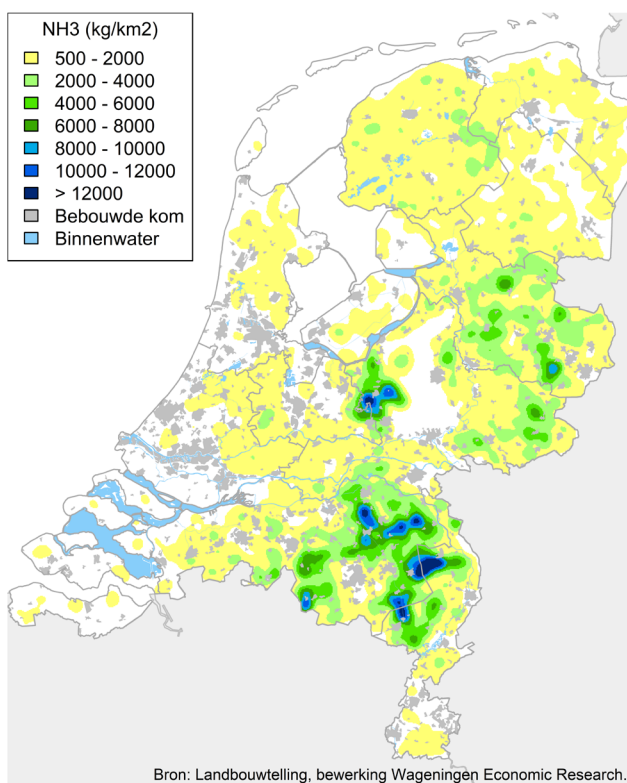 NH3 (kg/km2)
500 - 2000
2000 - 4000
4000 - 6000
6000 - 8000
8000 - 10000
10000 - 12000
> 12000
Bebouwde kom
Binnenwater
Bron: Landbouwtelling, bewerking Wageningen Economic Research.